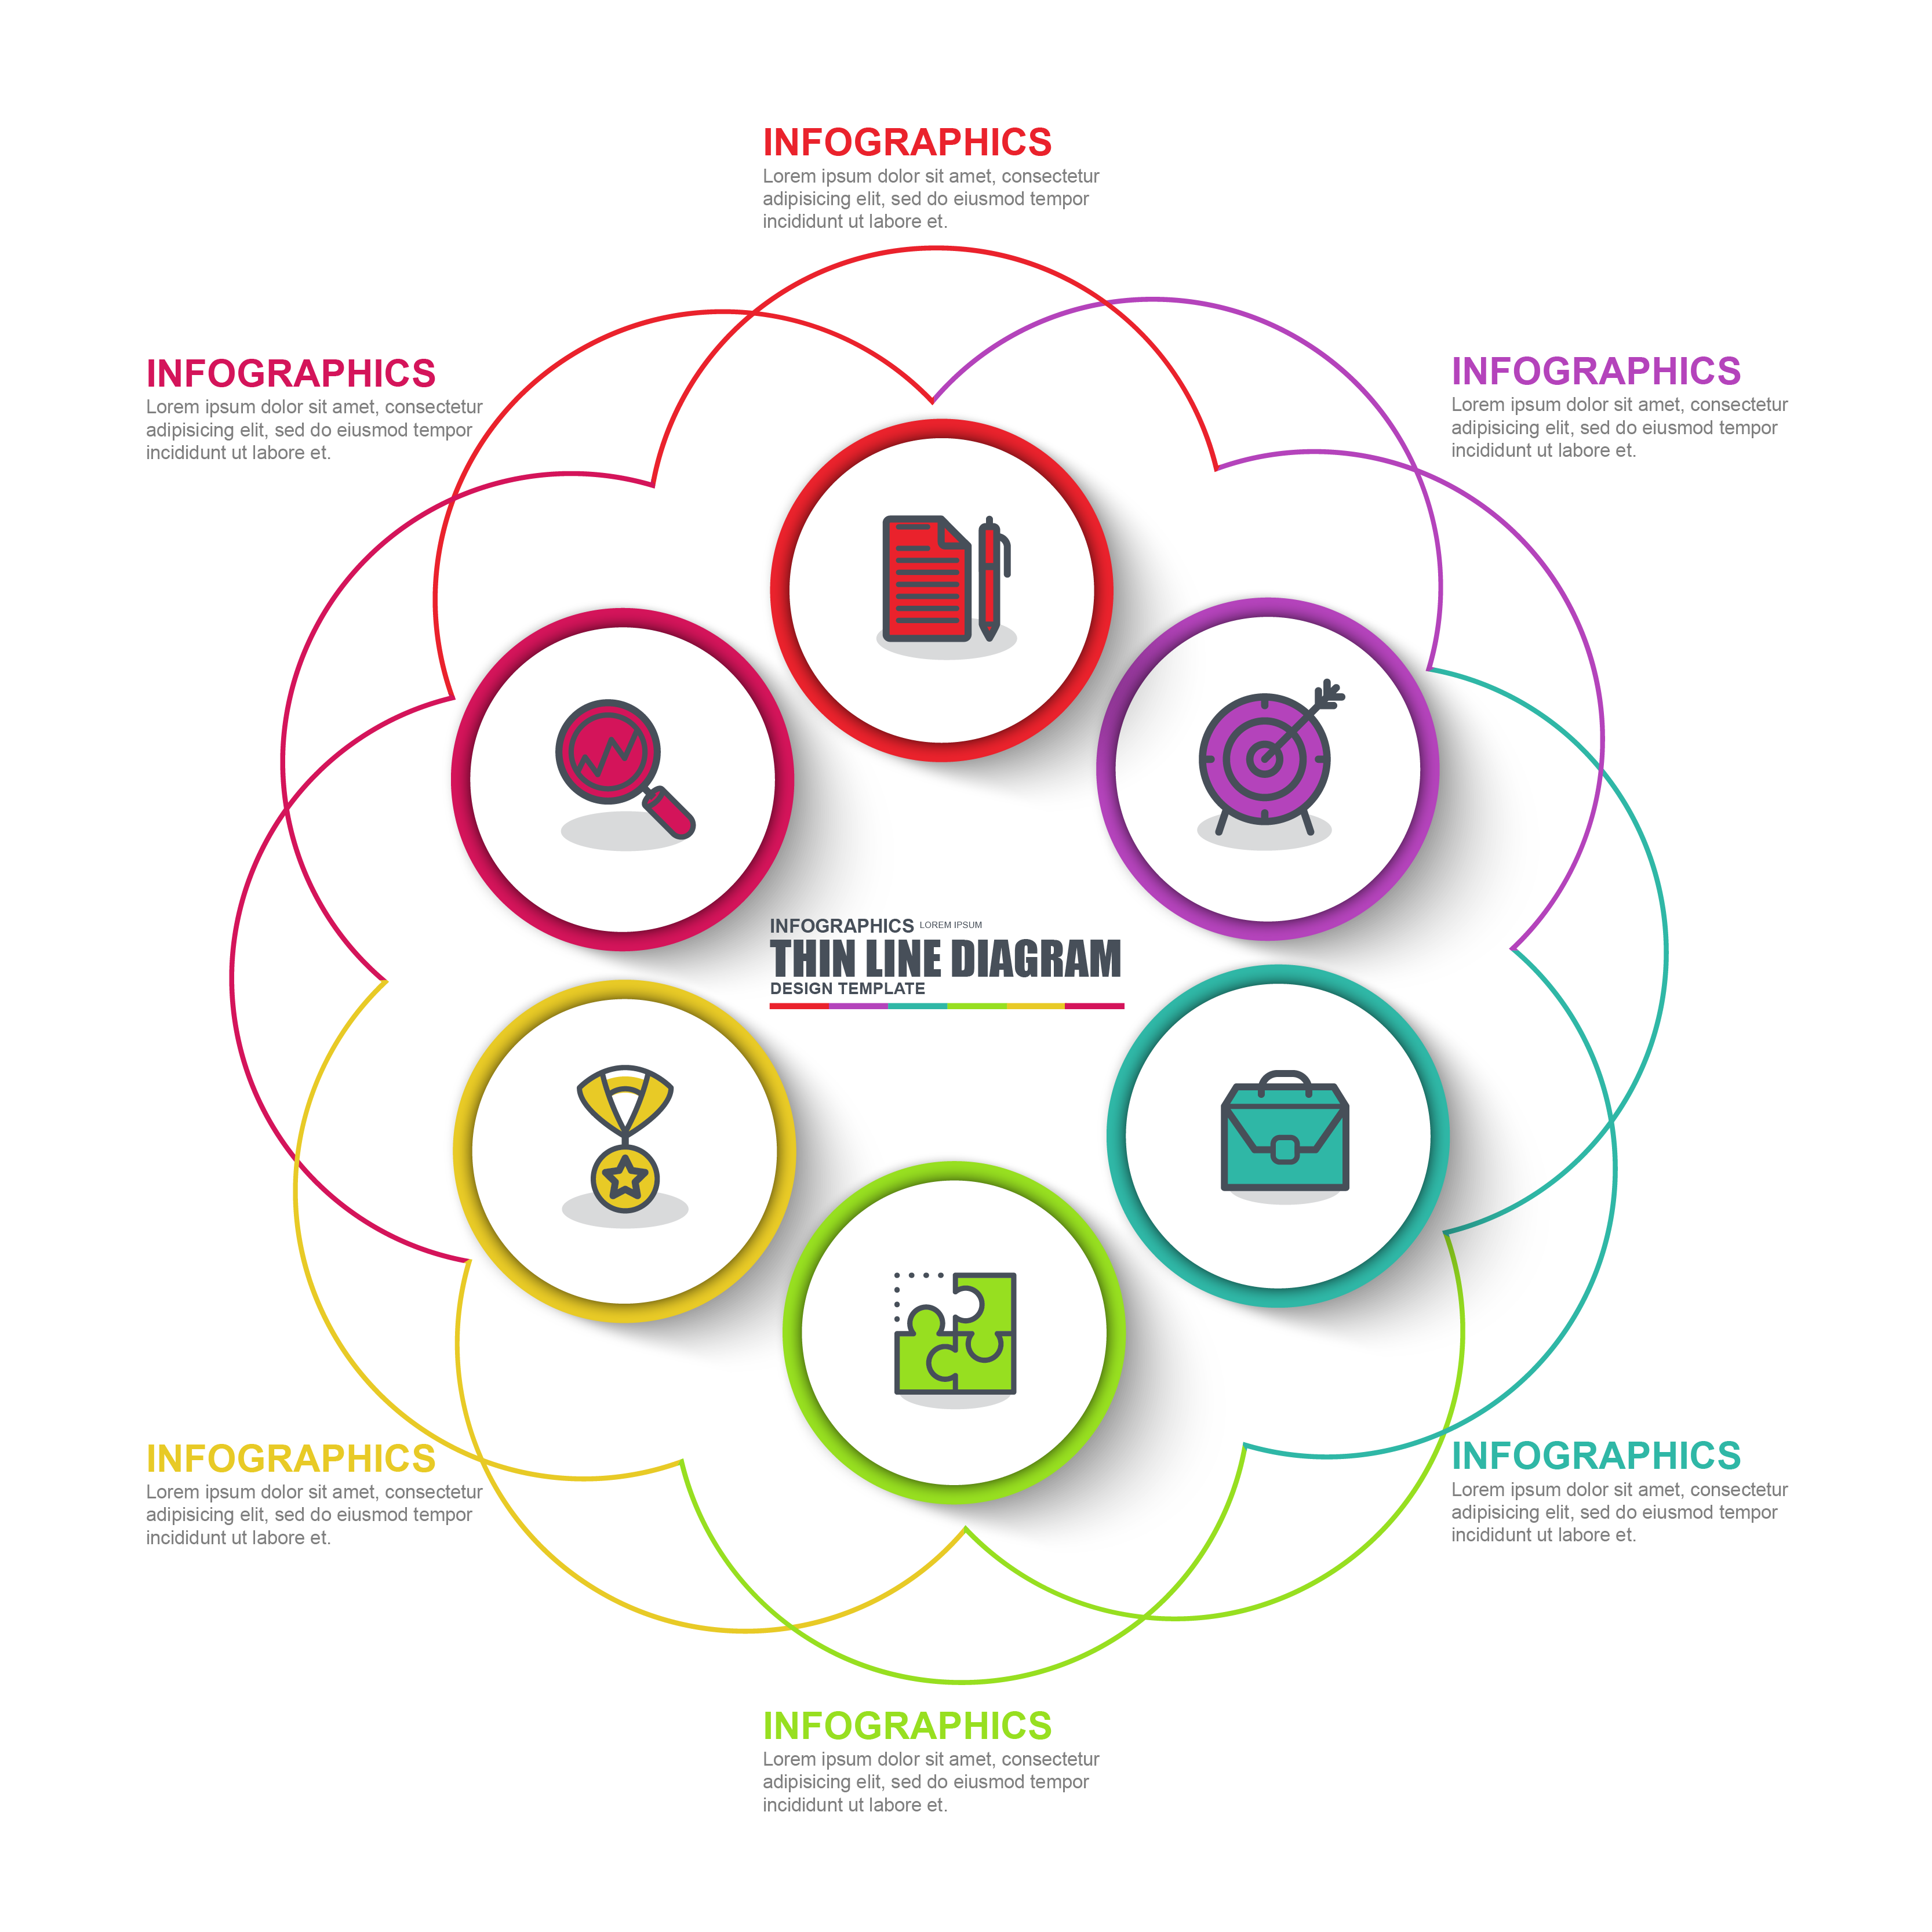 INFOGRAPHICS
Lorem ipsum dolor sit amet, consectetur
adipisicing elit, sed do eiusmod tempor
incididunt ut labore et.
INFOGRAPHICS
Lorem ipsum dolor sit amet, consectetur
adipisicing elit, sed do eiusmod tempor
incididunt ut labore et.
INFOGRAPHICS
Lorem ipsum dolor sit amet, consectetur
adipisicing elit, sed do eiusmod tempor
incididunt ut labore et.
INFOGRAPHICS LOREM IPSUM
THIN LINE DIAGRAM
DESIGN TEMPLATE
INFOGRAPHICS
Lorem ipsum dolor sit amet, consectetur
adipisicing elit, sed do eiusmod tempor
incididunt ut labore et.
INFOGRAPHICS
Lorem ipsum dolor sit amet, consectetur
adipisicing elit, sed do eiusmod tempor
incididunt ut labore et.
INFOGRAPHICS
Lorem ipsum dolor sit amet, consectetur
adipisicing elit, sed do eiusmod tempor
incididunt ut labore et.